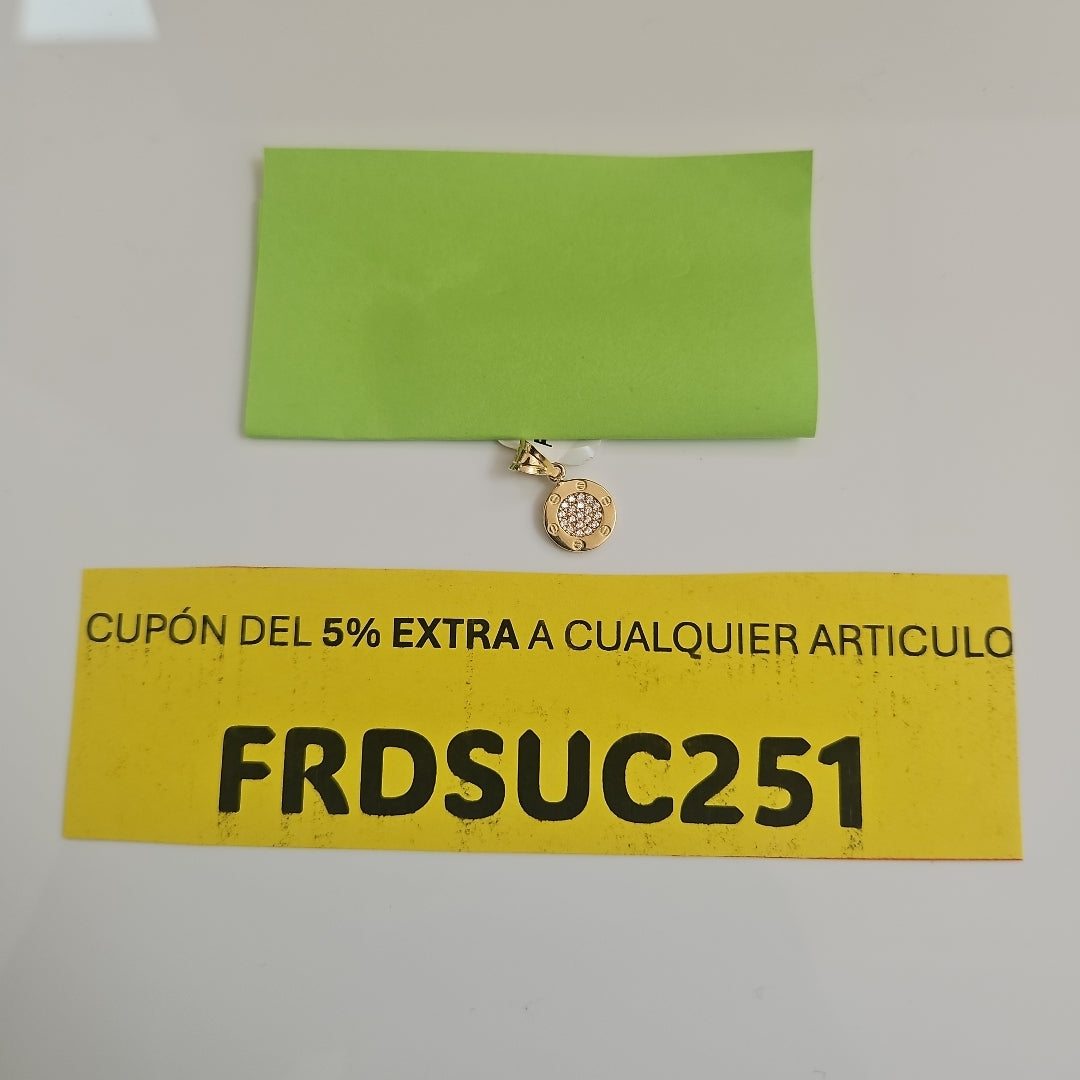 CUPÓN DEL 5% EXTRA A CUALQUIER ARTICULO
FRDSUC251